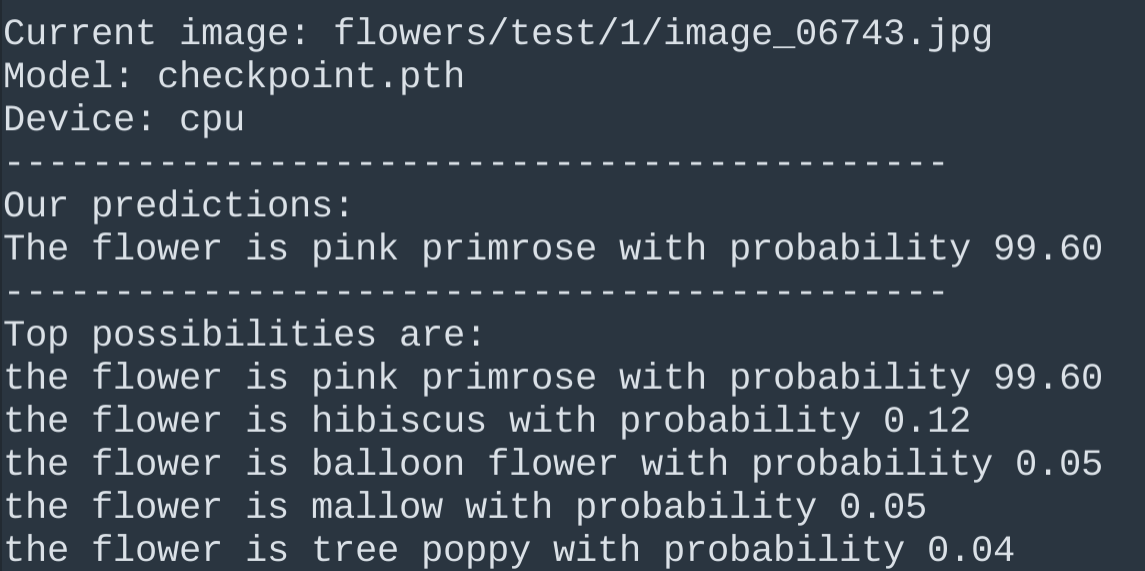 Current image: flowers/test/1/image_06743.jpg
Model: checkpoint.pth
Device: cpu
-------------------------------------------
Our predictions:
The flower is pink primrose with probability 99.60
-------------------------------------------
Top possibilities are:
the flower is pink primrose with probability 99.60
the flower is hibiscus with probability 0.12
the flower is balloon flower with probability 0.05
the flower is mallow with probability 0.05
the flower is tree poppy with probability 0.04